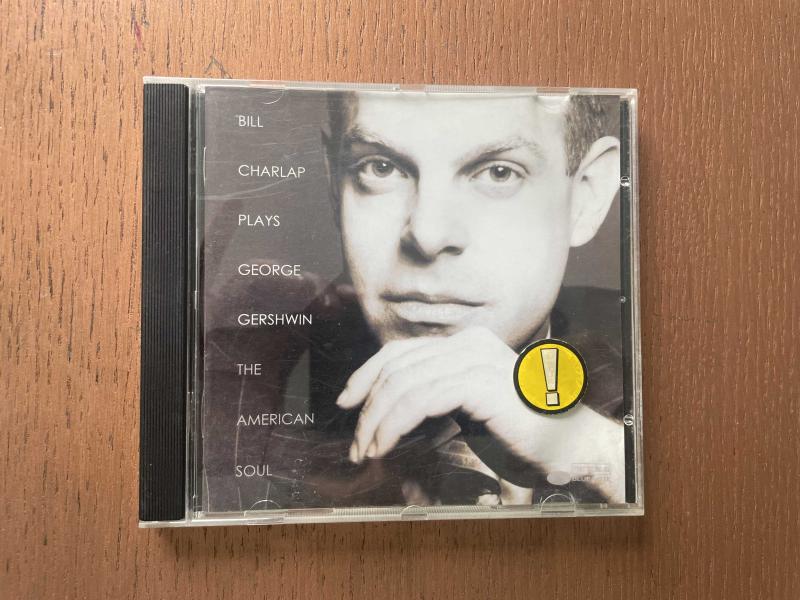 BILL
CHARLAP
PLAYS
GEORGE
GERSHWIN
THE
AMERICAN
SOUL
!